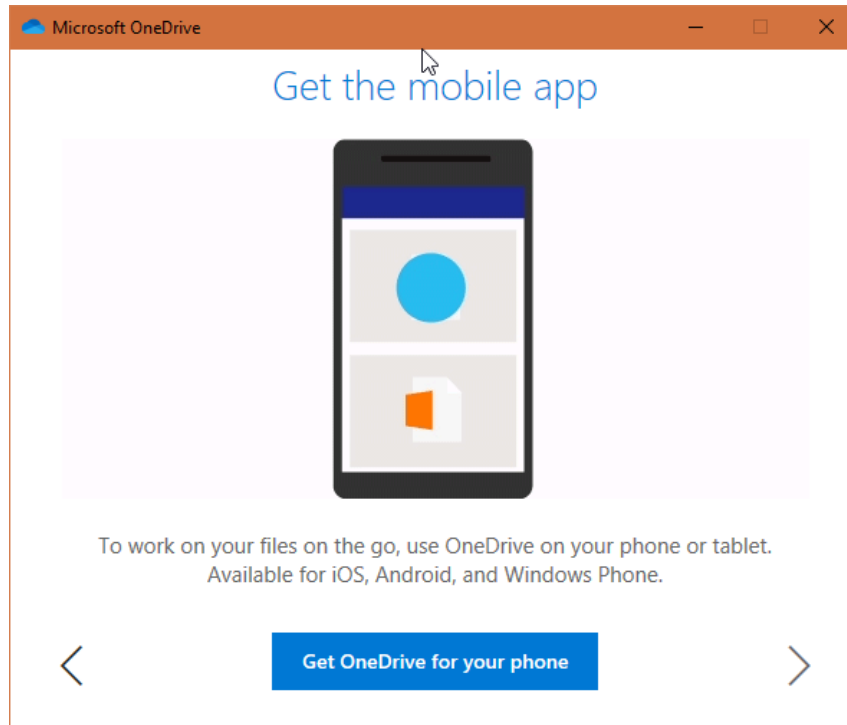 Microsoft OneDrive
Get the mobile app
To work on your files on the go, use OneDrive on your phone or tablet.
Available for iOS, Android, and Windows Phone.
Get OneDrive for your phone